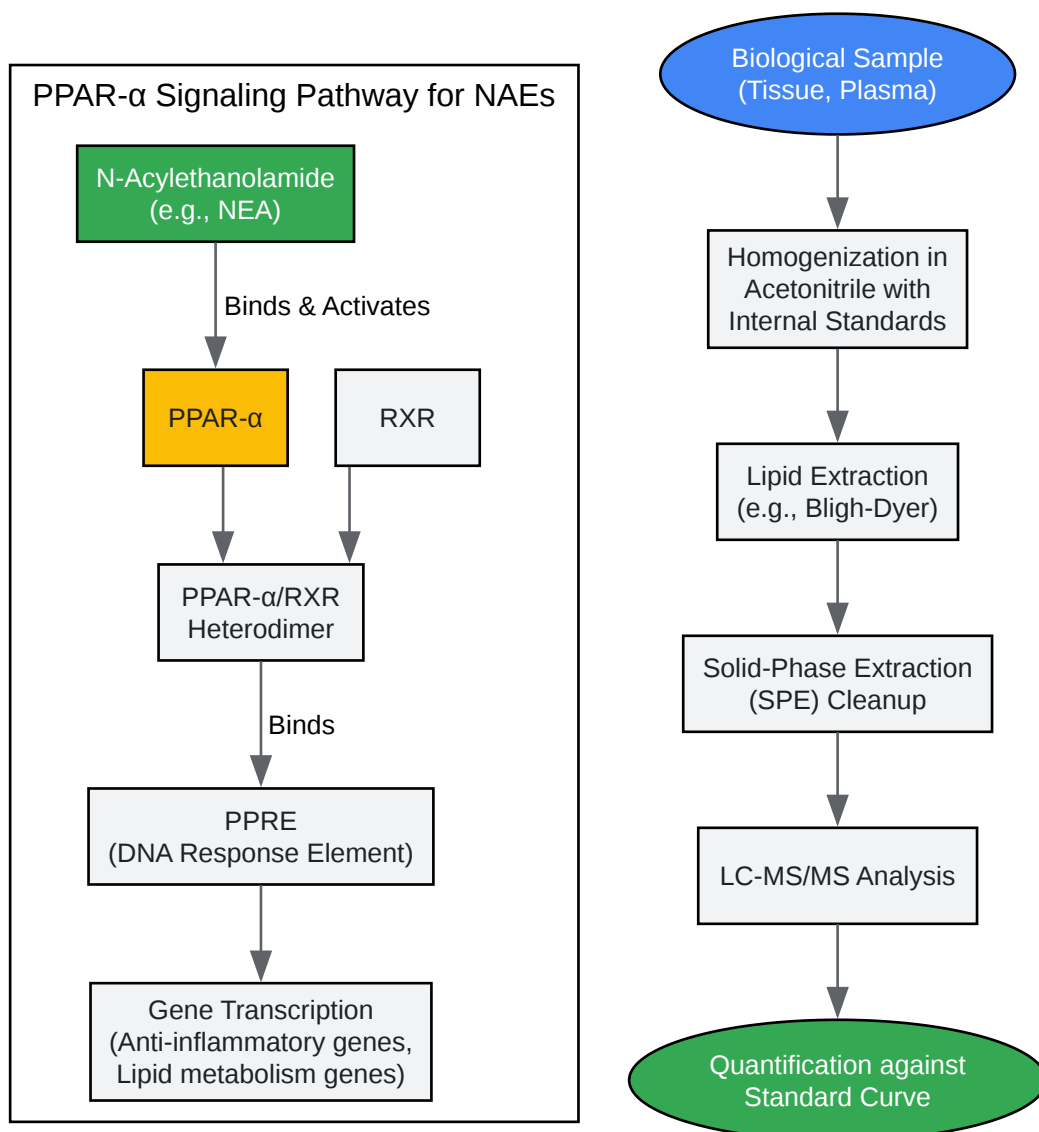 PPAR-α Signaling Pathway for NAEs
N-Acylethanolamide
(e.g., NEA)
Binds & Activates
PPAR-α
RXR
PPAR-α/RXR
Heterodimer
Binds
PPRE
(DNA Response Element)
Gene Transcription
(Anti-inflammatory genes,
Lipid metabolism genes)
Biological Sample
(Tissue, Plasma)
Homogenization in
Acetonitrile with
Internal Standards
Lipid Extraction
(e.g., Bligh-Dyer)
Solid-Phase Extraction
(SPE) Cleanup
LC-MS/MS Analysis
Quantification against
Standard Curve